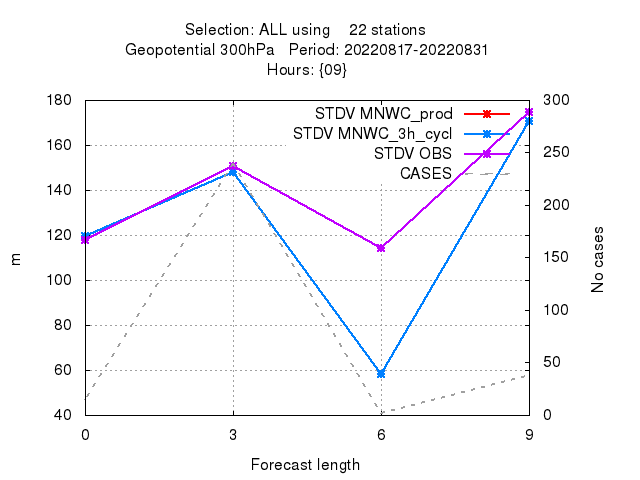 Selection: ALL using 22 stations
Geopotential 300hPa Period: 20220817-20220831
Hours: {09}
STDV MNWC_prod
STDV MNWC_3h_cycl
STDV OBS
CASES
180
160
140
120
100
80
60
40
300
250
200
150
100
50
0
m
No cases
0 3 6 9
Forecast length